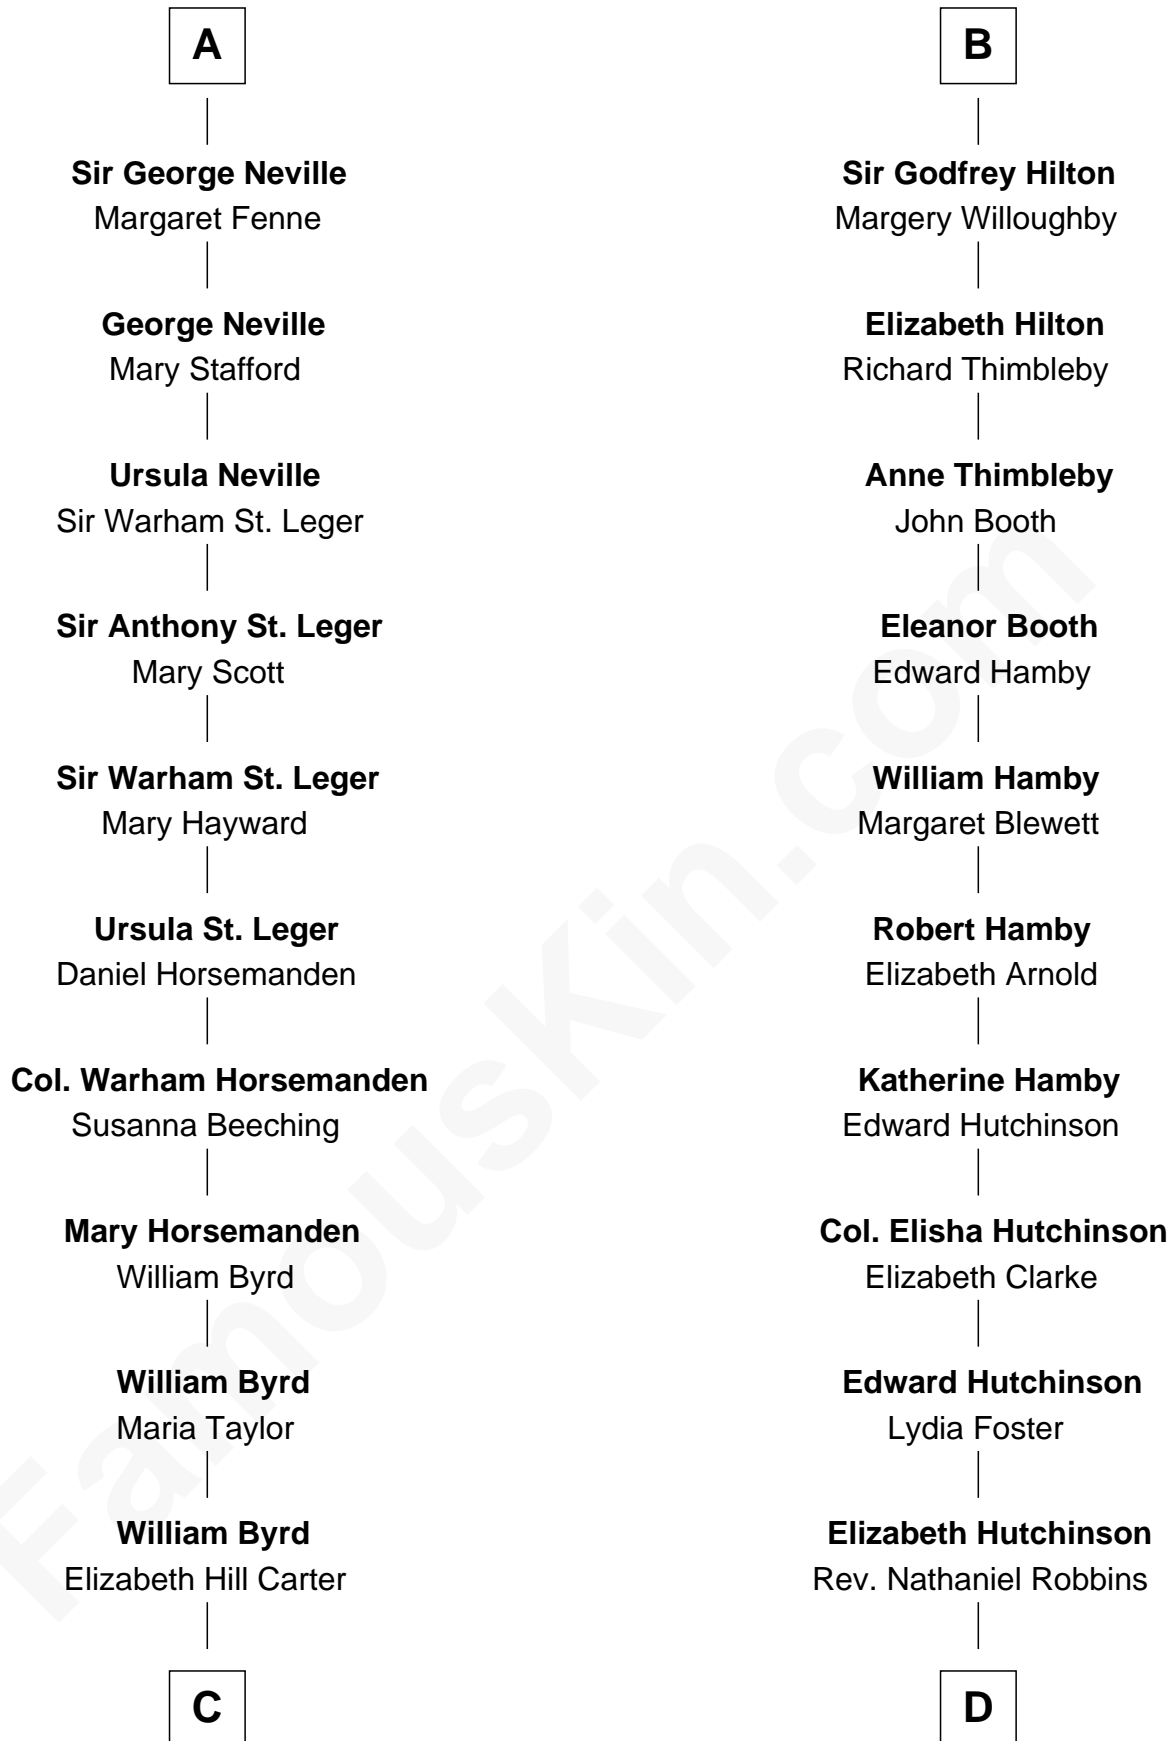 A
Sir George Neville
Margaret Fenne
George Neville
Mary Stafford
Ursula Neville
Sir Warham St. Leger
Sir Anthony St. Leger
Mary Scott
Sir Warham St. Leger
Mary Hayward
Ursula St. Leger
Daniel Horsemanden
Col. Warham Horsemanden
Susanna Beeching
Mary Horsemanden
William Byrd
William Byrd
Maria Taylor
William Byrd
Elizabeth Hill Carter
C
B
Sir Godfrey Hilton
Margery Willoughby
Elizabeth Hilton
Richard Thimbleby
Anne Thimbleby
John Booth
Eleanor Booth
Edward Hamby
William Hamby
Margaret Blewett
Robert Hamby
Elizabeth Arnold
Katherine Hamby
Edward Hutchinson
Col. Elisha Hutchinson
Elizabeth Clarke
Edward Hutchinson
Lydia Foster
Elizabeth Hutchinson
Rev. Nathaniel Robbins
D
FamousKin.com